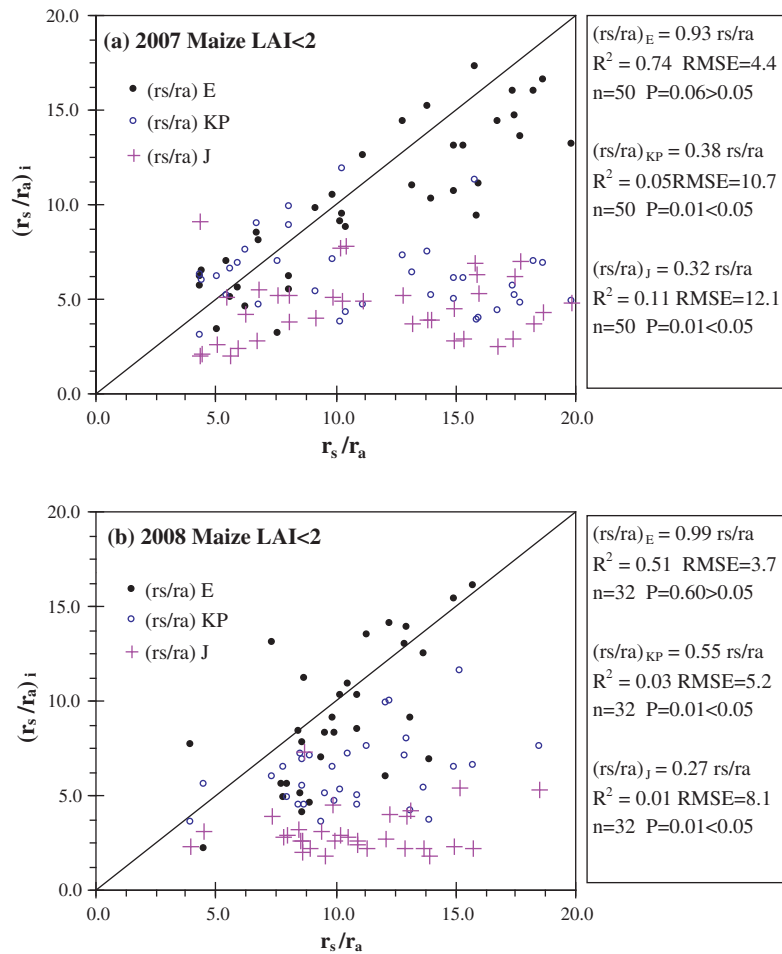 (a) 2007 Maize LAI<2
(rs/ra) E
(rs/ra) KP
(rs/ra) J
20.0
15.0
10.0
5.0
0.0
(rₛ/rₐ)ᵢ
0.0 5.0 10.0 15.0 20.0
rₛ/rₐ
(rs/ra)E = 0.93 rs/ra
R² = 0.74 RMSE=4.4
n=50 P=0.06>0.05
(rs/ra)KP = 0.38 rs/ra
R² = 0.05RMSE=10.7
n=50 P=0.01<0.05
(rs/ra)J = 0.32 rs/ra
R² = 0.11 RMSE=12.1
n=50 P=0.01<0.05
(b) 2008 Maize LAI<2
(rs/ra) E
(rs/ra) KP
(rs/ra) J
20.0
15.0
10.0
5.0
0.0
(rₛ/rₐ)ᵢ
0.0 5.0 10.0 15.0 20.0
rₛ/rₐ
(rs/ra)E = 0.99 rs/ra
R² = 0.51 RMSE=3.7
n=32 P=0.60>0.05
(rs/ra)KP = 0.55 rs/ra
R² = 0.03 RMSE=5.2
n=32 P=0.01<0.05
(rs/ra)J = 0.27 rs/ra
R² = 0.01 RMSE=8.1
n=32 P=0.01<0.05